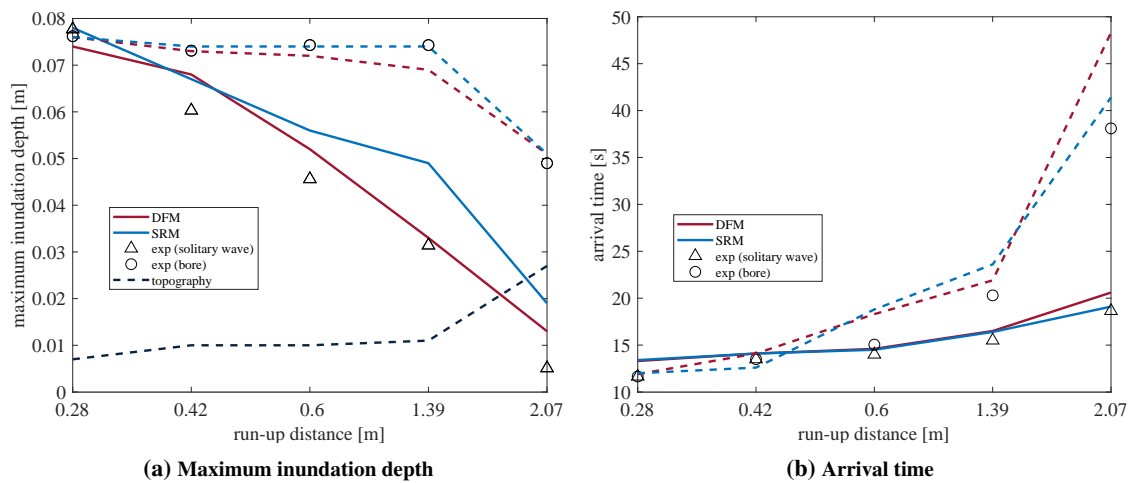 0.08
0.07
0.06
0.05
0.04
0.03
0.02
0.01
0
maximum inundation depth [m]
DFM
SRM
exp (solitary wave)
exp (bore)
topography
0.28 0.42 0.6 1.39 2.07
run-up distance [m]
(a) Maximum inundation depth
50
45
40
35
30
25
20
15
10
arrival time [s]
DFM
SRM
exp (solitary wave)
exp (bore)
0.28 0.42 0.6 1.39 2.07
run-up distance [m]
(b) Arrival time